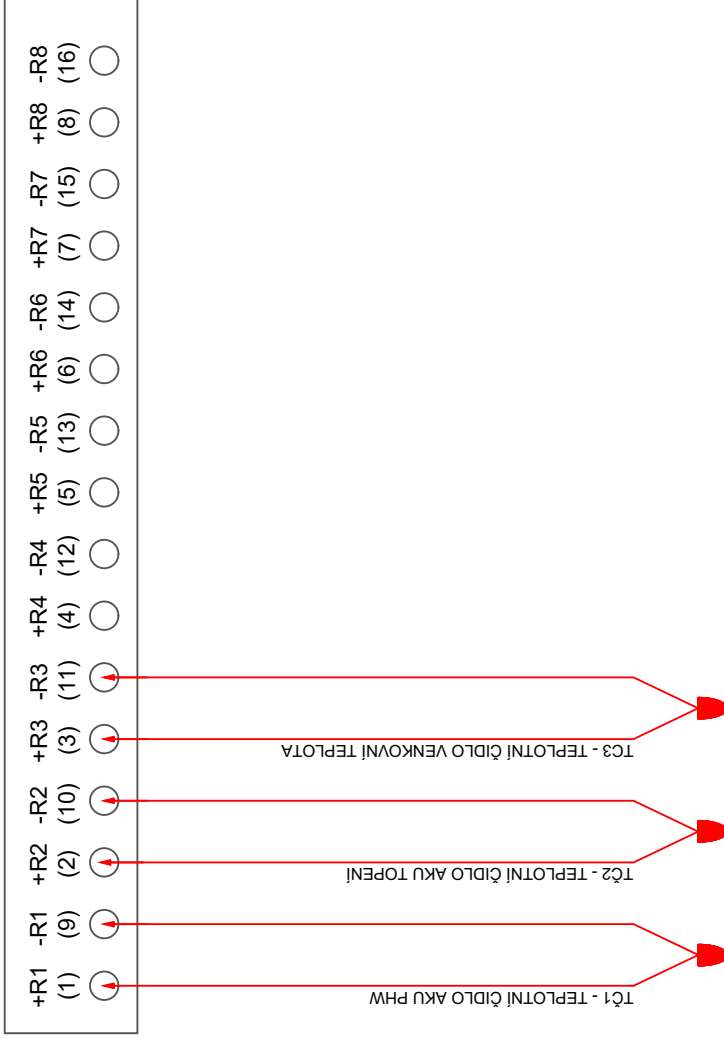 -R8
(16)
+R8
(8)
-R7
(15)
+R7
(7)
-R6
(14)
+R6
(6)
-R5
(13)
+R5
(5)
-R4
(12)
+R4
(4)
-R3
(11)
+R3
(3)
-R2
(10)
+R2
(2)
-R1
(9)
+R1
(1)
TC3 - TEPLOTNÍ ČIDLO VENKOVNÍ TEPLOTA
TČ2 - TEPLOTNÍ ČIDLO AKU TOPENÍ
TČ1 - TEPLOTNÍ ČIDLO AKU PHW